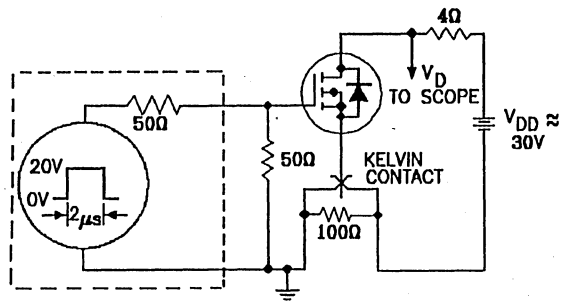 4Ω
V_D
TO SCOPE
50Ω
V_DD ≈
30V
20V
0V
2μs
50Ω
KELVIN
CONTACT
100Ω